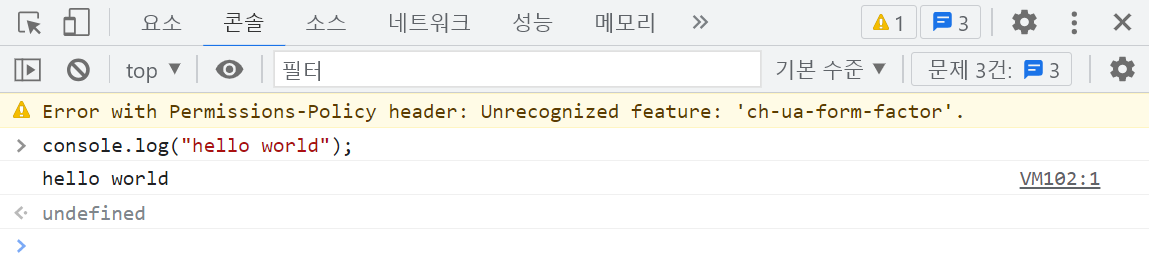 요소 콘솔 소스 네트워크 성능 메모리 1 3
top 필터 기본 수준 문제 3건: 3
Error with Permissions-Policy header: Unrecognized feature: 'ch-ua-form-factor'.
console.log("hello world");
hello world VM102:1
undefined